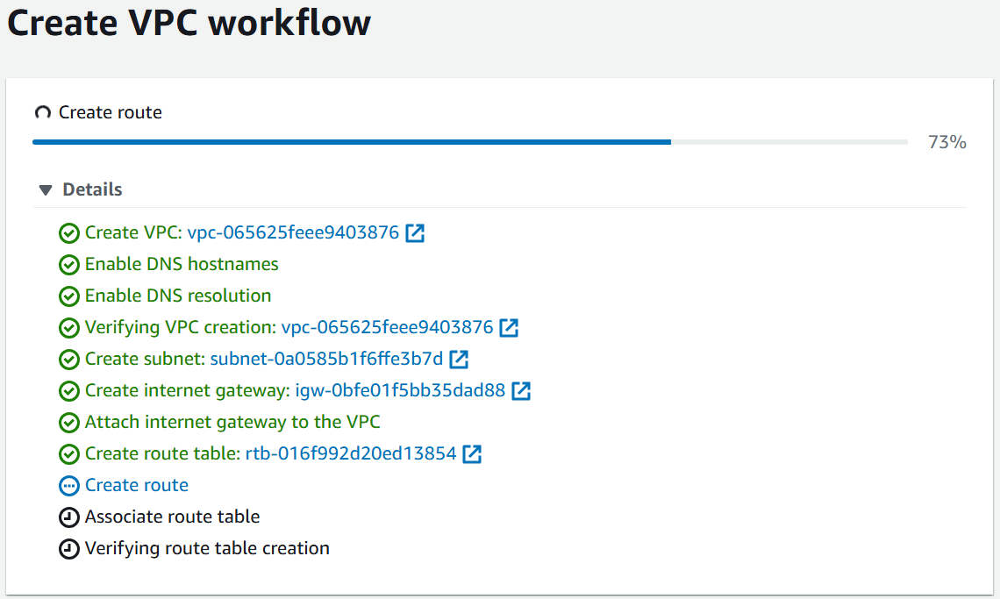 Create VPC workflow
Create route
73%
Details
Create VPC: vpc-065625feee9403876
Enable DNS hostnames
Enable DNS resolution
Verifying VPC creation: vpc-065625feee9403876
Create subnet: subnet-0a0585b1f6ffe3b7d
Create internet gateway: igw-0bfe01f5bb35dad88
Attach internet gateway to the VPC
Create route table: rtb-016f992d20ed13854
Create route
Associate route table
Verifying route table creation